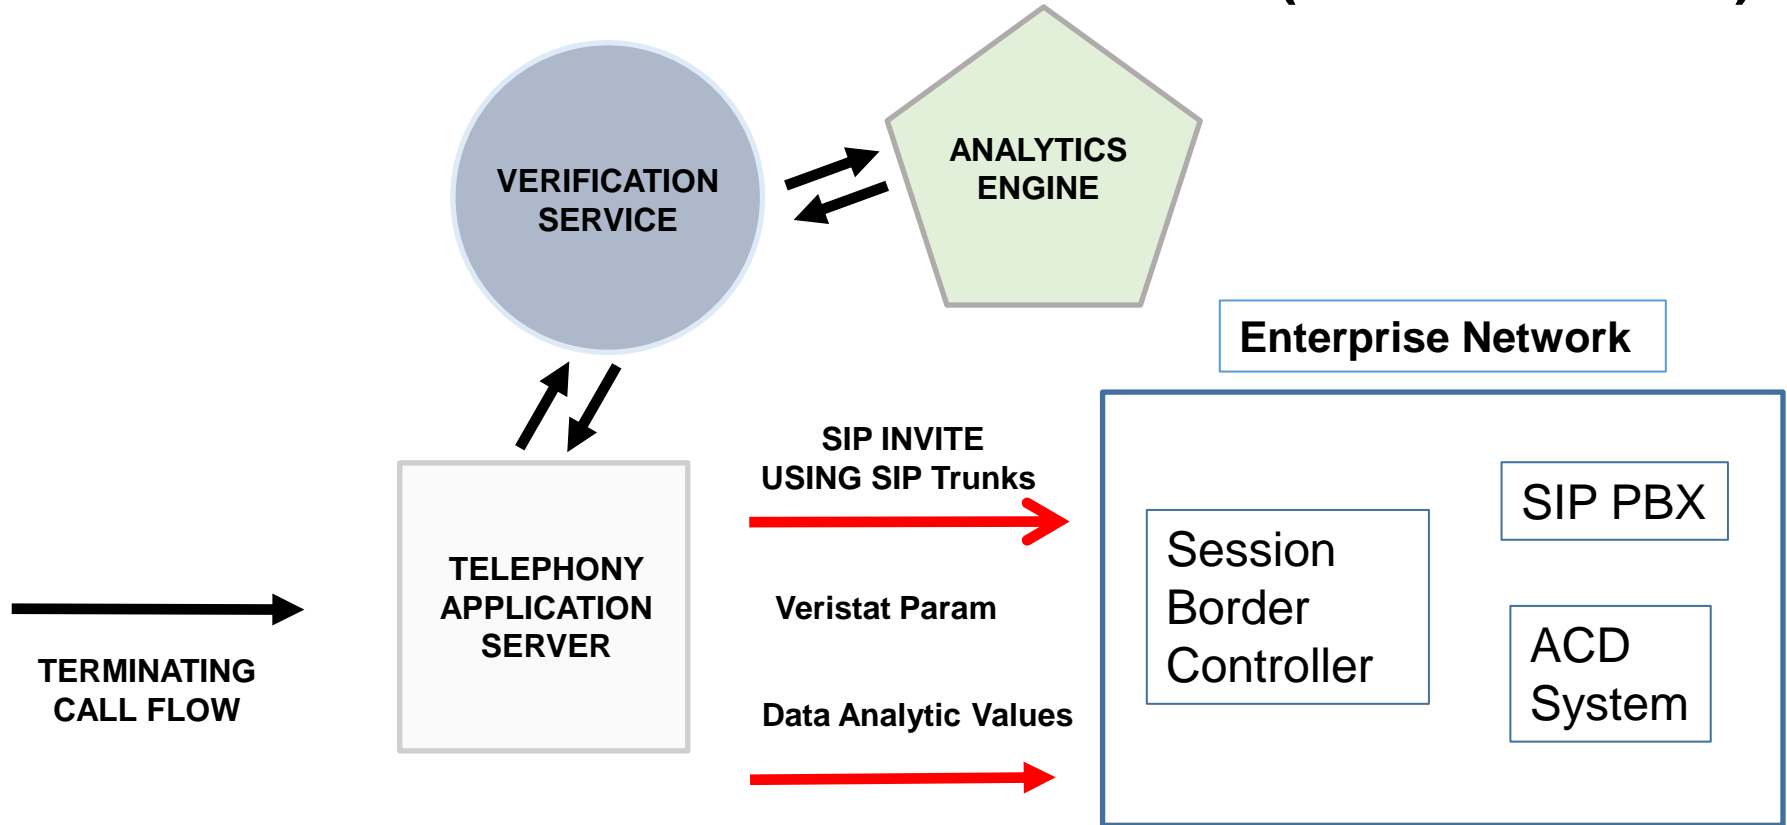 VERIFICATION
SERVICE
ANALYTICS
ENGINE
Enterprise Network
SIP INVITE
USING SIP Trunks
Veristat Param
Data Analytic Values
TELEPHONY
APPLICATION
SERVER
TERMINATING
CALL FLOW
Session
Border
Controller
SIP PBX
ACD
System